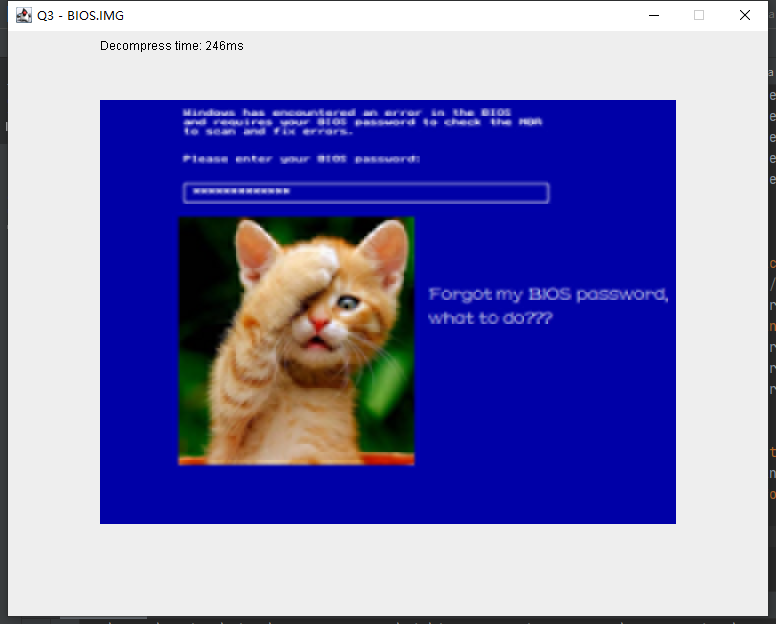 Q3 - BIOS.IMG
Decompress time: 246ms
Windows has encountered an error in the BIOS
and requires your BIOS password to check the MBR
to scan and fix errors.
Please enter your BIOS password:
*************
Forgot my BIOS password,
what to do???